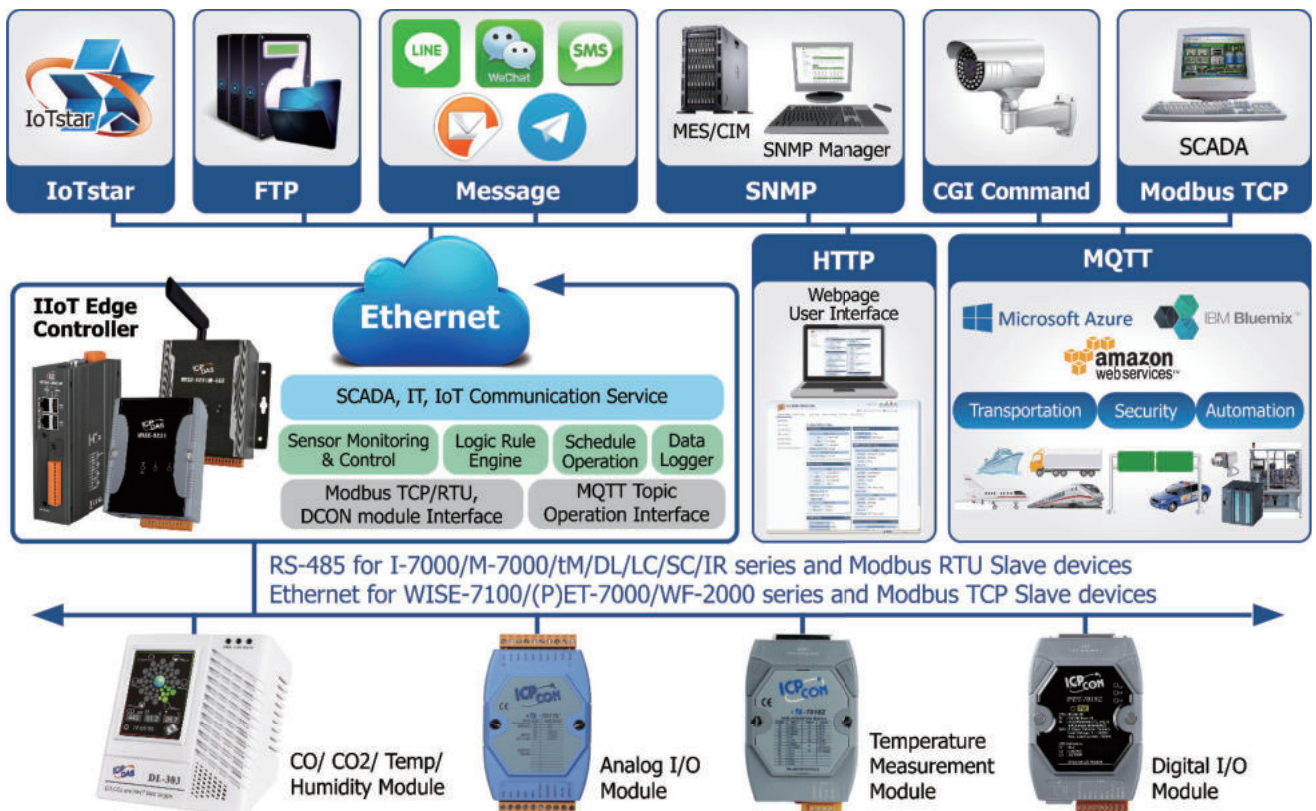 IoTstar
LINE
WeChat
SMS
MES/CIM
SNMP Manager
SCADA
IoTstar
FTP
Message
SNMP
CGI Command
Modbus TCP
IIoT Edge
Controller
Ethernet
SCADA, IT, IoT Communication Service
Sensor Monitoring
& Control
Logic Rule
Engine
Schedule
Operation
Data
Logger
Modbus TCP/RTU,
DCON module Interface
MQTT Topic
Operation Interface
HTTP
Webpage
User Interface
MQTT
Microsoft Azure
IBM Bluemix
amazon
webservices™
Transportation
Security
Automation
RS-485 for I-7000/M-7000/tM/DL/LC/SC/IR series and Modbus RTU Slave devices
Ethernet for WISE-7100/(P)ET-7000/WF-2000 series and Modbus TCP Slave devices
ICP DAS
DL-303
CO/ CO2/ Temp/
Humidity Module
ICP CON
Analog I/O
Module
ICP CON
Temperature
Measurement
Module
ICP CON
Digital I/O
Module